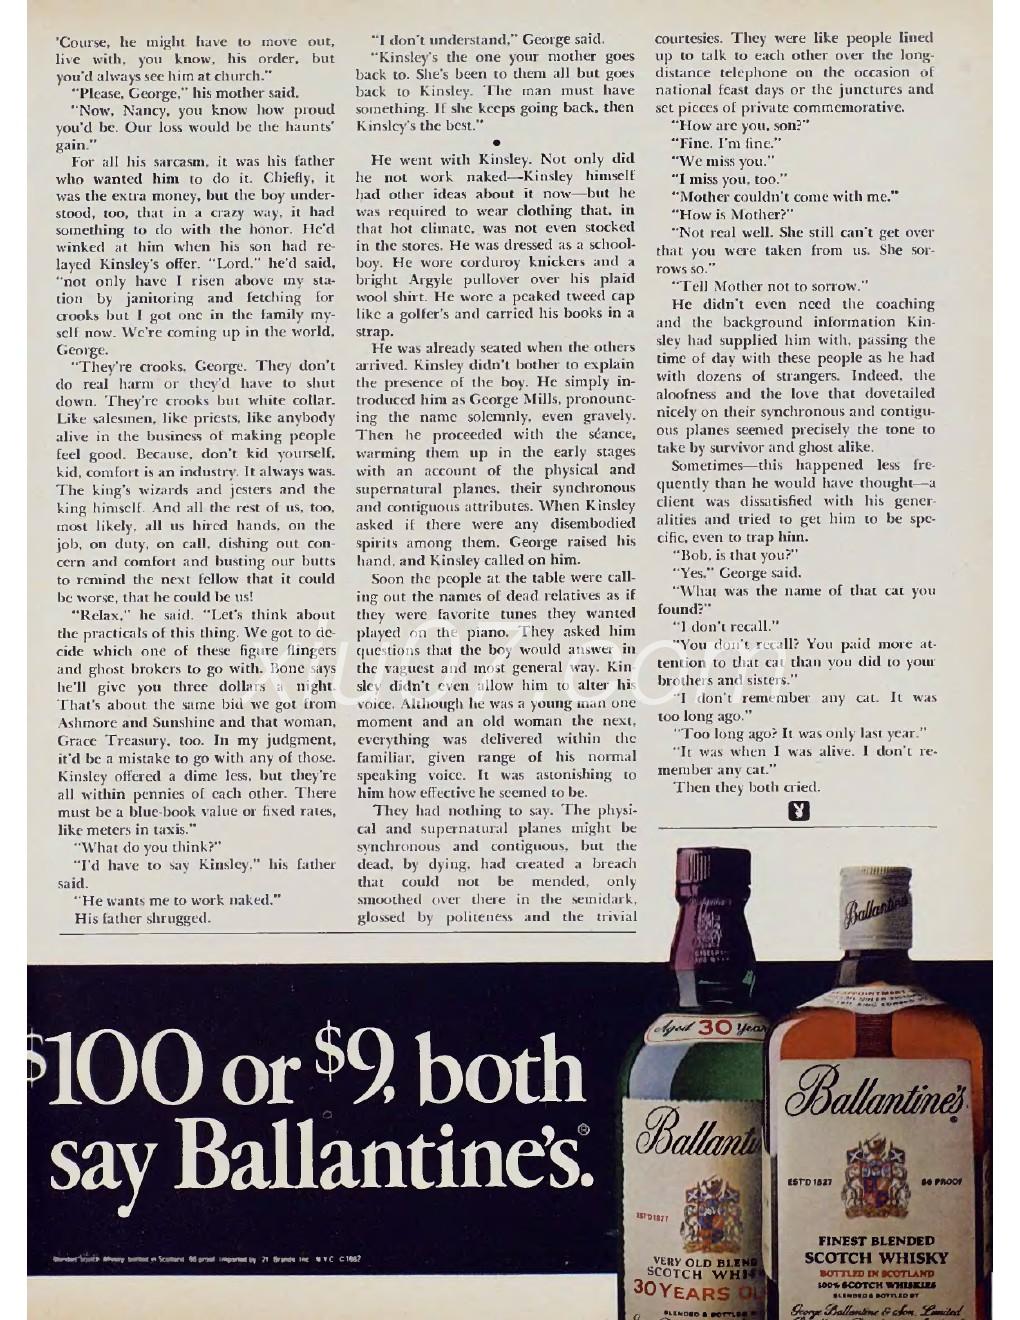 'Course, he might have to move out,
live with, you know, his order, but
you'd always see him at church."
"Please, George," his mother said.
"Now, Nancy, you know how proud
you'd be. Our loss would be the haunts'
gain."
For all his sarcasm, it was his father
who wanted him to do it. Chiefly, it
was the extra money, but the boy under-
stood, too, that in a crazy way, it had
something to do with the honor. He'd
winked at him when his son had re-
layed Kinsley's offer. "Lord," he'd said,
"not only have I risen above my sta-
tion by janitoring and fetching for
crooks but I got one in the family my-
self now. We're coming up in the world,
George.
"They're crooks, George. They don't
do real harm or they'd have to shut
down. They're crooks but white collar.
Like salesmen, like priests, like anybody
alive in the business of making people
feel good. Because, don't kid yourself,
kid, comfort is an industry. It always was.
The king's wizards and jesters and the
king himself. And all the rest of us, too,
most likely, all us hired hands, on the
job, on duty, on call, dishing out con-
cern and comfort and busting our butts
to remind the next fellow that it could
be worse, that he could be us!
"Relax," he said. "Let's think about
the practicals of this thing. We got to de-
cide which one of these figure flingers
and ghost brokers to go with. Bone says
he'll give you three dollars a night.
That's about the same bid we got from
Ashmore and Sunshine and that woman,
Grace Treasury, too. In my judgment,
it'd be a mistake to go with any of those.
Kinsley offered a dime less, but they're
all within pennies of each other. There
must be a blue-book value or fixed rates,
like meters in taxis."
"What do you think?"
"I'd have to say Kinsley," his father
said.
"He wants me to work naked."
His father shrugged.
"I don't understand," George said.
"Kinsley's the one your mother goes
back to. She's been to them all but goes
back to Kinsley. The man must have
something. If she keeps going back, then
Kinsley's the best."
•
He went with Kinsley. Not only did
he not work naked—Kinsley himself
had other ideas about it now—but he
was required to wear clothing that, in
that hot climate, was not even stocked
in the stores. He was dressed as a school-
boy. He wore corduroy knickers and a
bright Argyle pullover over his plaid
wool shirt. He wore a peaked tweed cap
like a golfer's and carried his books in a
strap.
He was already seated when the others
arrived. Kinsley didn't bother to explain
the presence of the boy. He simply in-
troduced him as George Mills, pronounc-
ing the name solemnly, even gravely.
Then he proceeded with the séance,
warming them up in the early stages
with an account of the physical and
supernatural planes, their synchronous
and contiguous attributes. When Kinsley
asked if there were any disembodied
spirits among them, George raised his
hand, and Kinsley called on him.
Soon the people at the table were call-
ing out the names of dead relatives as if
they were favorite tunes they wanted
played on the piano. They asked him
questions that the boy would answer in
the vaguest and most general way. Kin-
sley didn't even allow him to alter his
voice. Although he was a young man one
moment and an old woman the next,
everything was delivered within the
familiar, given range of his normal
speaking voice. It was astonishing to
him how effective he seemed to be.
They had nothing to say. The physi-
cal and supernatural planes might be
synchronous and contiguous, but the
dead, by dying, had created a breach
that could not be mended, only
smoothed over there in the semidark,
glossed by politeness and the trivial
courtesies. They were like people lined
up to talk to each other over the long-
distance telephone on the occasion of
national feast days or the junctures and
set pieces of private commemorative.
"How are you, son?"
"Fine. I'm fine."
"We miss you."
"I miss you, too."
"Mother couldn't come with me."
"How is Mother?"
"Not real well. She still can't get over
that you were taken from us. She sor-
rows so."
"Tell Mother not to sorrow."
He didn't even need the coaching
and the background information Kin-
sley had supplied him with, passing the
time of day with these people as he had
with dozens of strangers. Indeed, the
aloofness and the love that dovetailed
nicely on their synchronous and contigu-
ous planes seemed precisely the tone to
take by survivor and ghost alike.
Sometimes—this happened less fre-
quently than he would have thought—a
client was dissatisfied with his gener-
alities and tried to get him to be spe-
cific, even to trap him.
"Bob, is that you?"
"Yes," George said.
"What was the name of that cat you
found?"
"I don't recall."
"You don't recall? You paid more at-
tention to that cat than you did to your
brothers and sisters."
"I don't remember any cat. It was
too long ago."
"Too long ago? It was only last year."
"It was when I was alive. I don't re-
member any cat."
Then they both cried.
xiu07.com
$100 or $9, both
say Ballantine's.®
Blended Scotch Whisky bottled in Scotland 86 proof imported by 21 Brands Inc. N Y C
Ballantine's
Aged 30 Years
Ballanti
ESTD 1827
VERY OLD BLEND
SCOTCH WHI
30 YEARS OL
BLENDED & BOTTLED
Ballantine's
ESTD 1827
86 PROOF
FINEST BLENDED
SCOTCH WHISKY
BOTTLED IN SCOTLAND
100% SCOTCH WHISKIES
BLENDED & BOTTLED BY
George Ballantine & Son, Limited